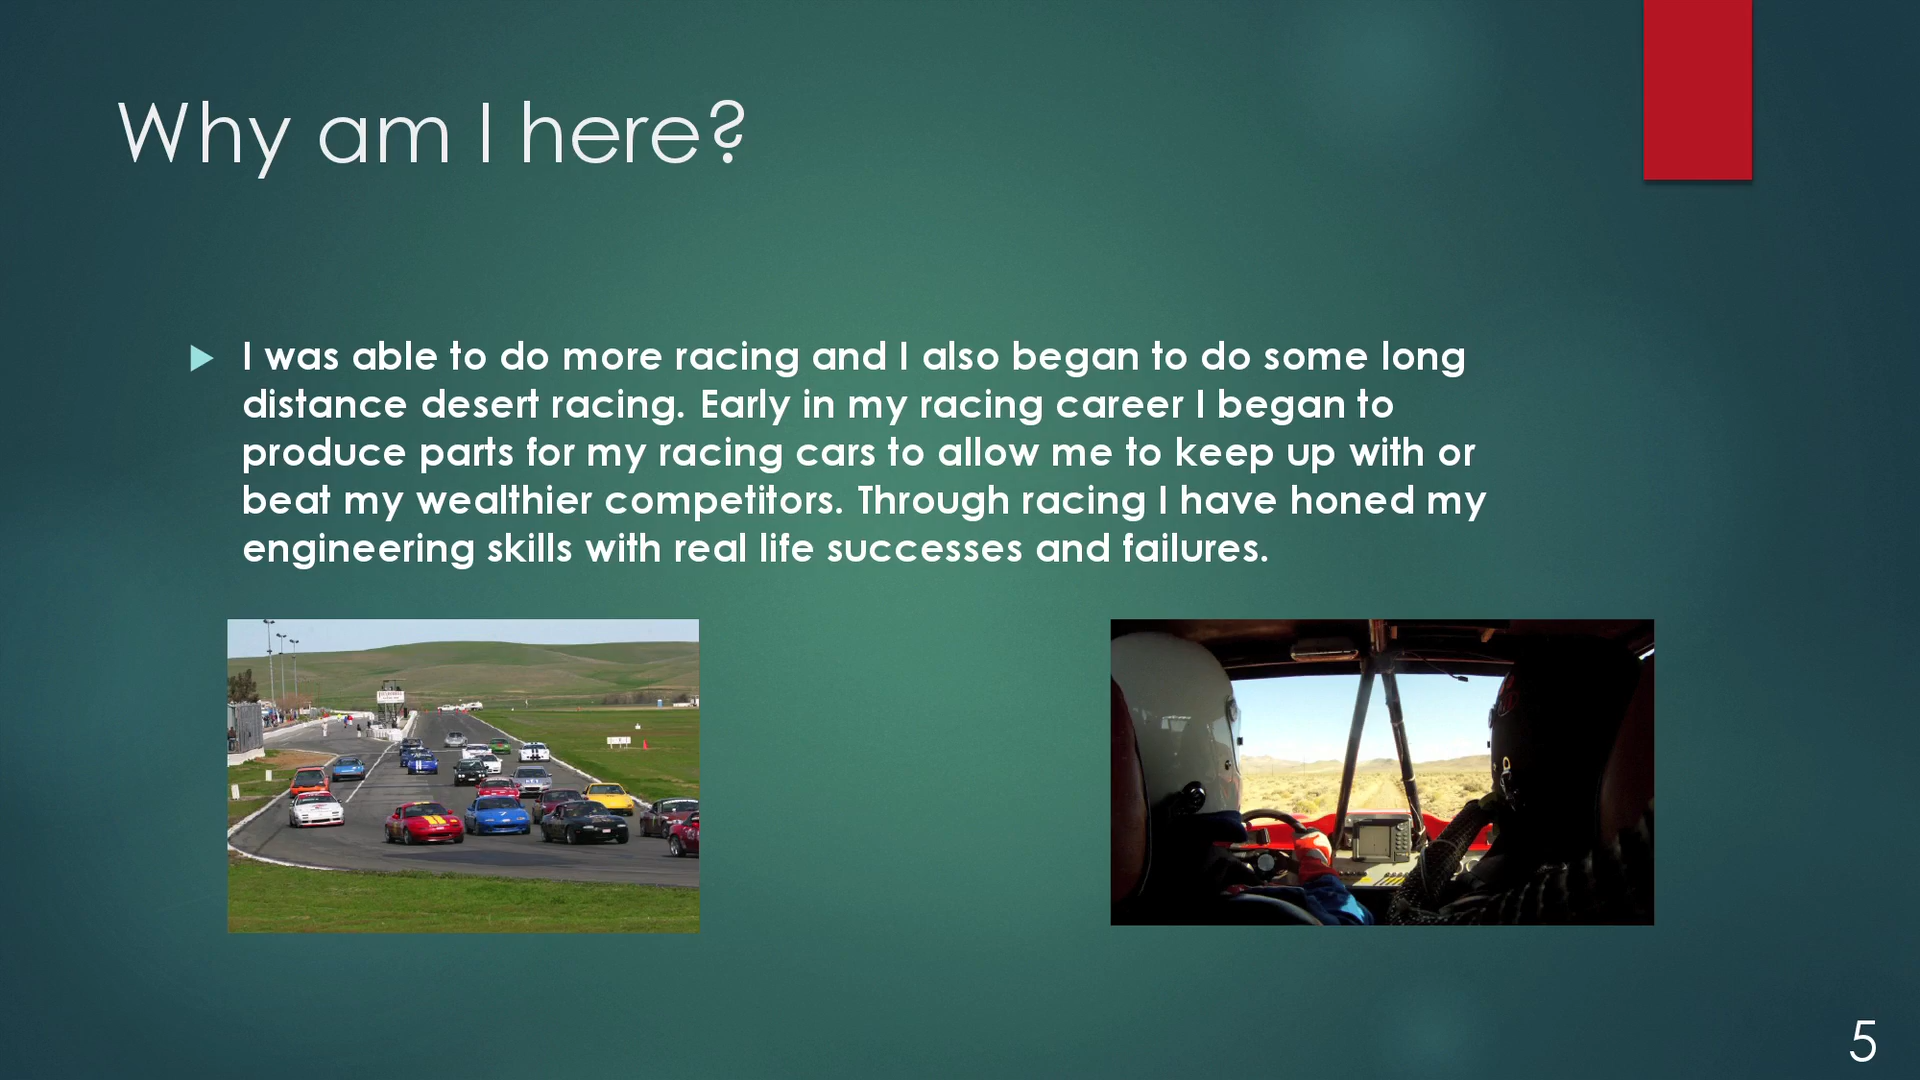 Why am I here?
I was able to do more racing and I also began to do some long
distance desert racing. Early in my racing career I began to
produce parts for my racing cars to allow me to keep up with or
beat my wealthier competitors. Through racing I have honed my
engineering skills with real life successes and failures.
5